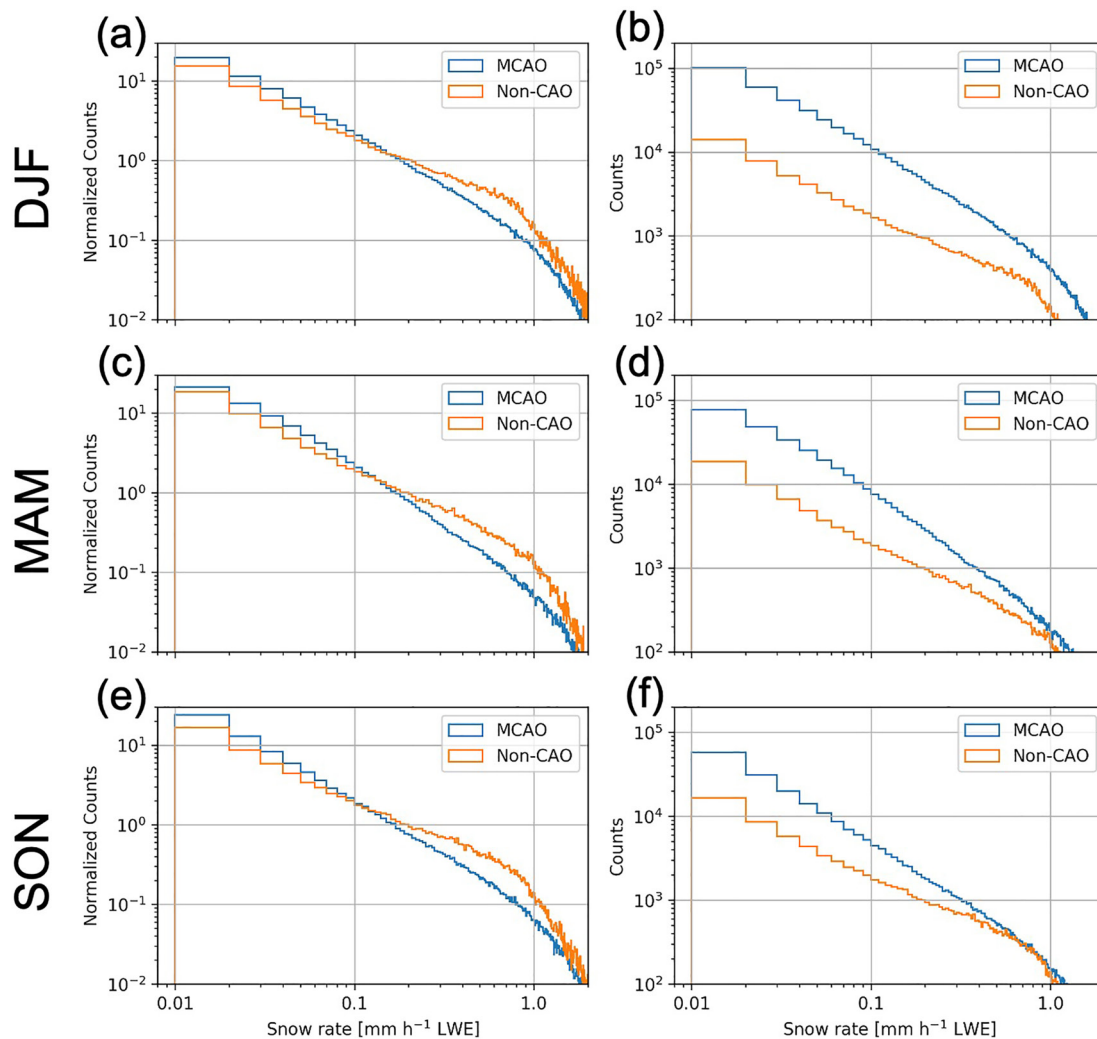 (a)
(b)
DJF
Normalized Counts
10¹
10⁰
10⁻¹
10⁻²
MCAO
Non-CAO
Counts
10⁵
10⁴
10³
10²
MCAO
Non-CAO
(c)
(d)
MAM
Normalized Counts
10¹
10⁰
10⁻¹
10⁻²
MCAO
Non-CAO
Counts
10⁵
10⁴
10³
10²
MCAO
Non-CAO
(e)
(f)
SON
Normalized Counts
10¹
10⁰
10⁻¹
10⁻²
MCAO
Non-CAO
Counts
10⁵
10⁴
10³
10²
MCAO
Non-CAO
0.01 0.1 1.0
Snow rate [mm h⁻¹ LWE]
0.01 0.1 1.0
Snow rate [mm h⁻¹ LWE]